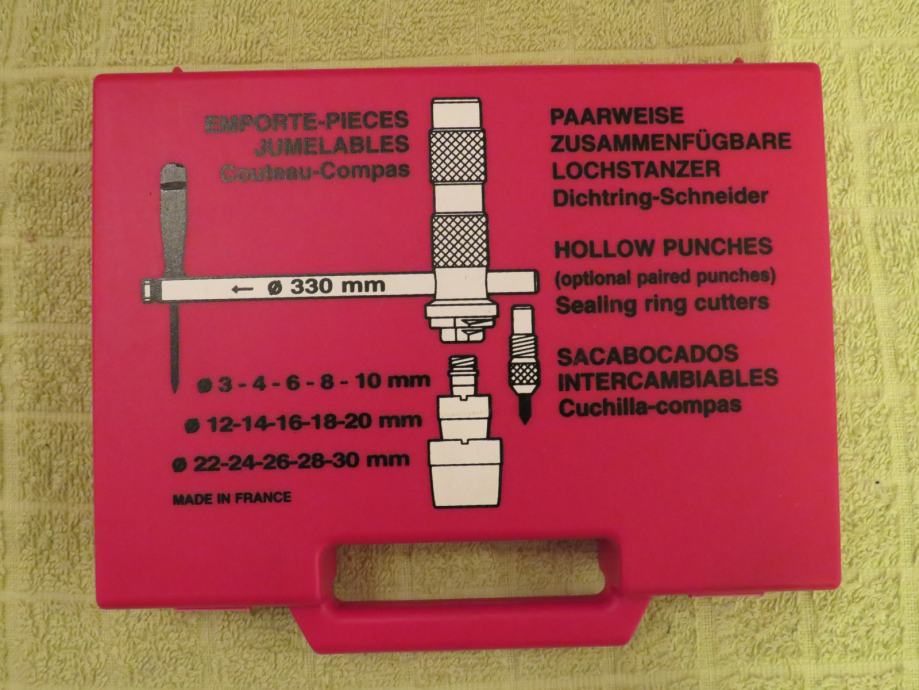 EMPORTE-PIECES
JUMELABLES
Couteau-Compas
← ø 330 mm
ø 3 - 4 - 6 - 8 - 10 mm
ø 12-14-16-18-20 mm
ø 22-24-26-28-30 mm
MADE IN FRANCE
PAARWEISE
ZUSAMMENFÜGBARE
LOCHSTANZER
Dichtring-Schneider
HOLLOW PUNCHES
(optional paired punches)
Sealing ring cutters
SACABOCADOS
INTERCAMBIABLES
Cuchilla-compas